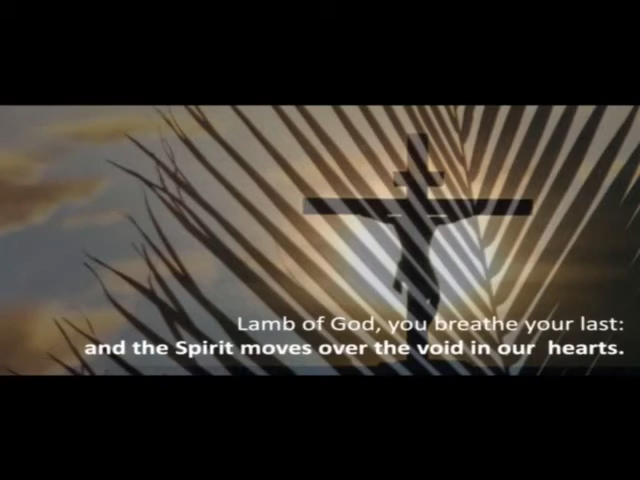 Lamb of God, you breathe your last:
and the Spirit moves over the void in our  hearts.